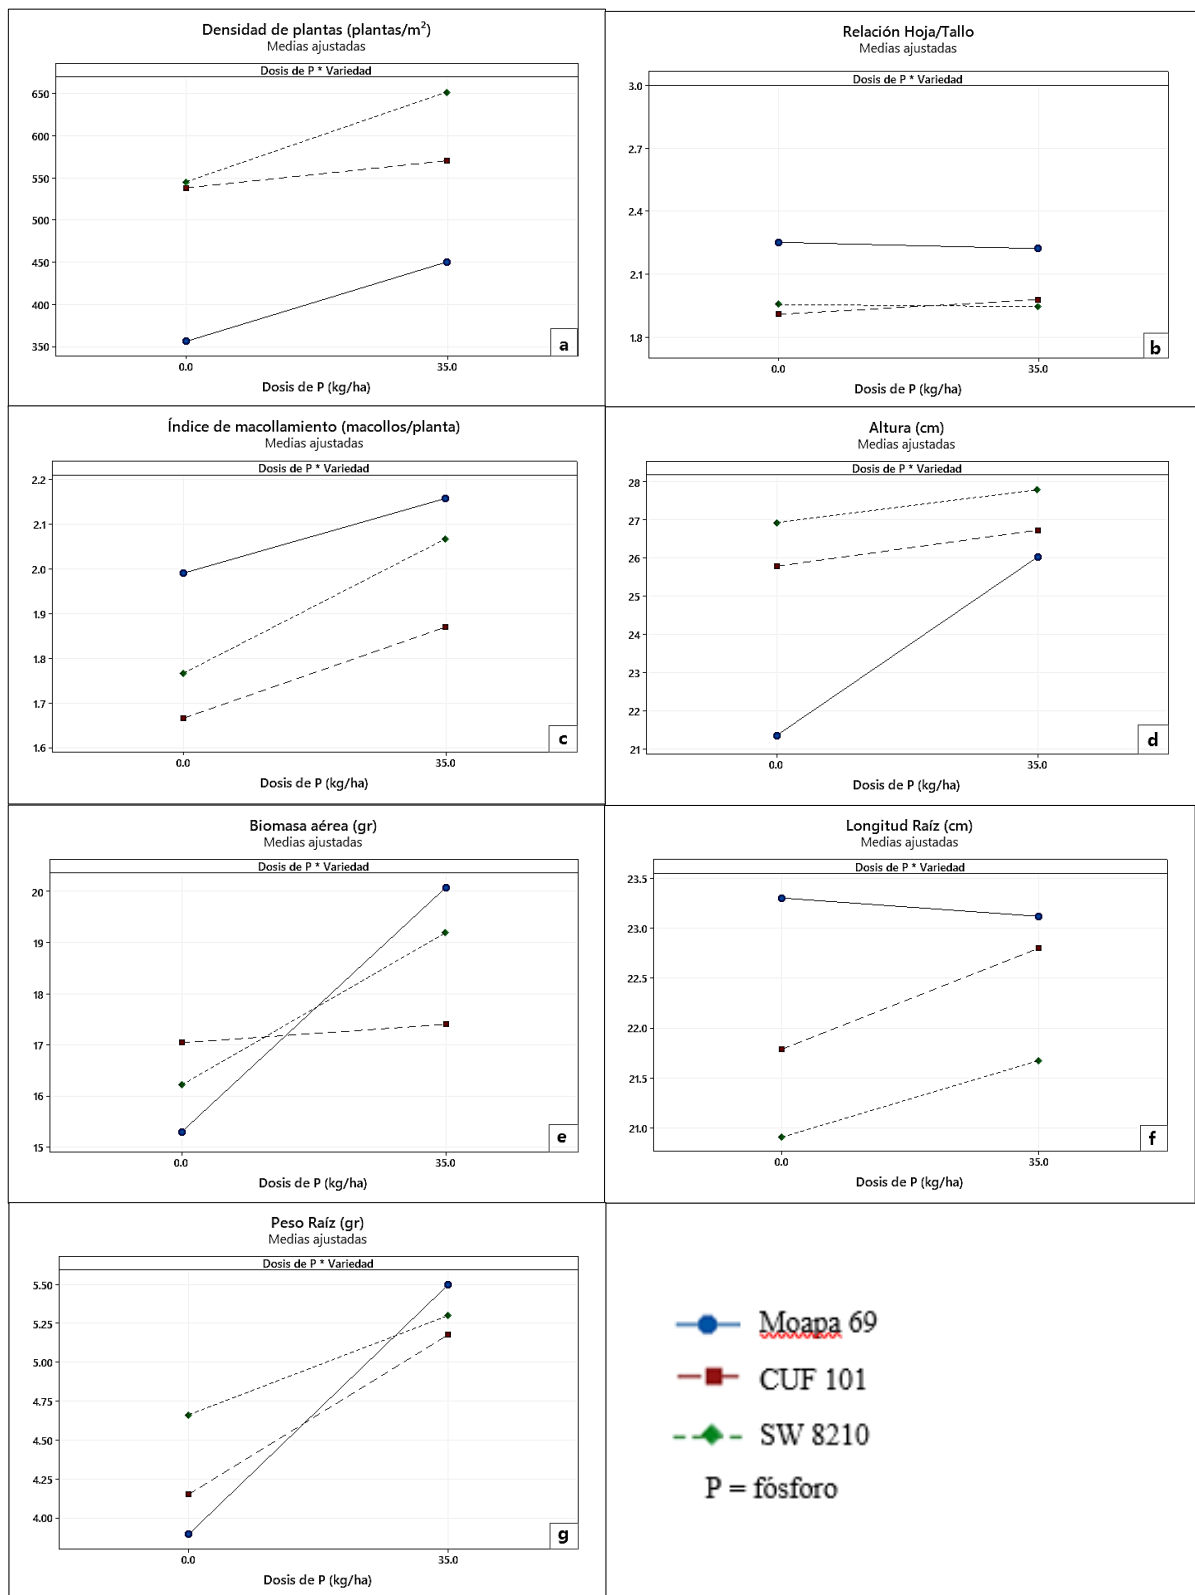 Densidad de plantas (plantas/m²)
Medias ajustadas
Dosis de P * Variedad
650
600
550
500
450
400
350
0.0
35.0
Dosis de P (kg/ha)
a
Relación Hoja/Tallo
Medias ajustadas
Dosis de P * Variedad
3.0
2.7
2.4
2.1
1.8
0.0
35.0
Dosis de P (kg/ha)
b
Índice de macollamiento (macollos/planta)
Medias ajustadas
Dosis de P * Variedad
2.2
2.1
2.0
1.9
1.8
1.7
1.6
0.0
35.0
Dosis de P (kg/ha)
c
Altura (cm)
Medias ajustadas
Dosis de P * Variedad
28
27
26
25
24
23
22
21
0.0
35.0
Dosis de P (kg/ha)
d
Biomasa aérea (gr)
Medias ajustadas
Dosis de P * Variedad
20
19
18
17
16
15
0.0
35.0
Dosis de P (kg/ha)
e
Longitud Raíz (cm)
Medias ajustadas
Dosis de P * Variedad
23.5
23.0
22.5
22.0
21.5
21.0
0.0
35.0
Dosis de P (kg/ha)
f
Peso Raíz (gr)
Medias ajustadas
Dosis de P * Variedad
5.50
5.25
5.00
4.75
4.50
4.25
4.00
0.0
35.0
Dosis de P (kg/ha)
g
Moapa 69
CUF 101
SW 8210
P = fósforo